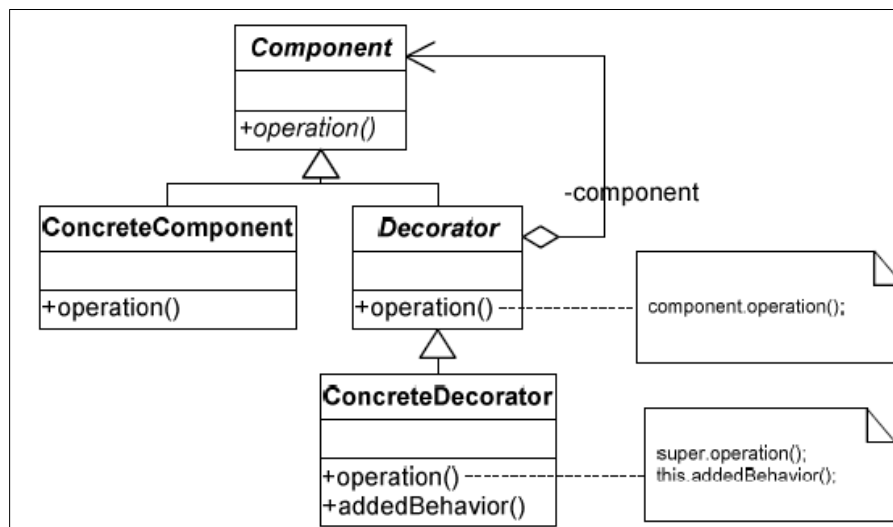 Component
+operation()
-component
ConcreteComponent
+operation()
Decorator
+operation()
component.operation();
ConcreteDecorator
+operation()
+addedBehavior()
super.operation();
this.addedBehavior();